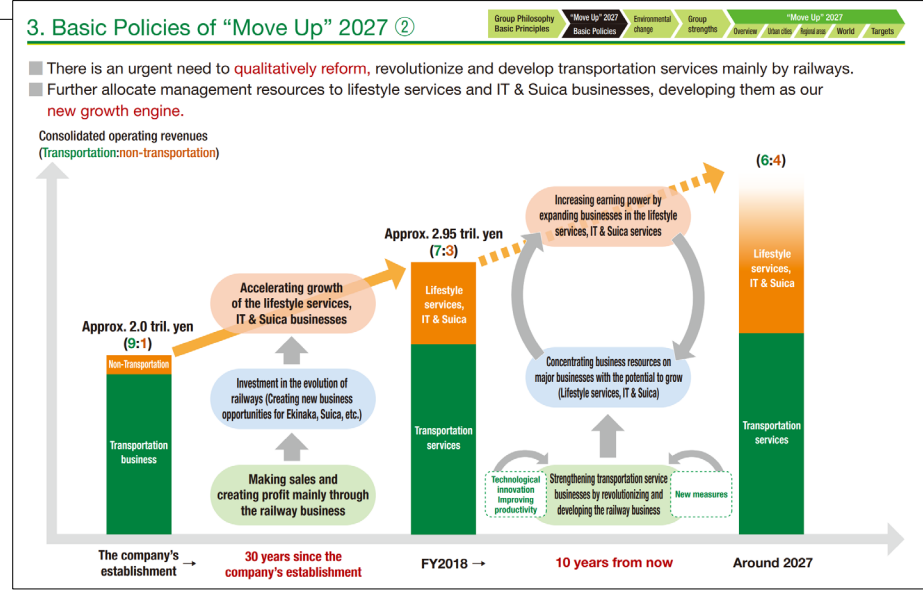 3. Basic Policies of “Move Up” 2027 ②
Group Philosophy
Basic Principles
“Move Up” 2027
Basic Policies
Environmental
change
Group
strengths
“Move Up” 2027
Overview
Urban cities
Regional areas
World
Targets
There is an urgent need to qualitatively reform, revolutionize and develop transportation services mainly by railways.
Further allocate management resources to lifestyle services and IT & Suica businesses, developing them as our
new growth engine.
Consolidated operating revenues
(Transportation:non-transportation)
Approx. 2.0 tril. yen
(9:1)
Non-Transportation
Transportation
business
Accelerating growth
of the lifestyle services,
IT & Suica businesses
Investment in the evolution of
railways (Creating new business
opportunities for Ekinaka, Suica, etc.)
Making sales and
creating profit mainly through
the railway business
Approx. 2.95 tril. yen
(7:3)
Lifestyle
services,
IT & Suica
Transportation
services
Increasing earning power by
expanding businesses in the lifestyle
services, IT & Suica services
Concentrating business resources on
major businesses with the potential to grow
(Lifestyle services, IT & Suica)
Technological
innovation
Improving
productivity
Strengthening transportation service
businesses by revolutionizing and
developing the railway business
New measures
(6:4)
Lifestyle
services,
IT & Suica
Transportation
services
The company’s
establishment →
30 years since the
company’s establishment
FY2018 →
10 years from now
Around 2027